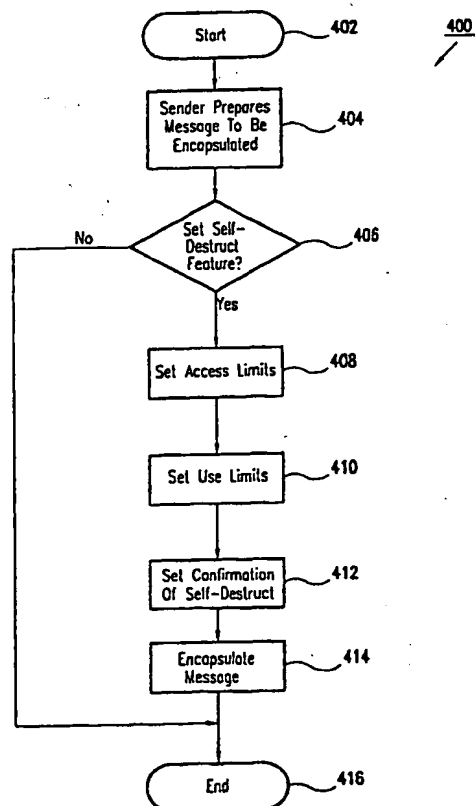 Start
402
400
Sender Prepares
Message To Be
Encapsulated
404
Set Self-
Destruct
Feature?
406
No
Yes
Set Access Limits
408
Set Use Limits
410
Set Confirmation
Of Self-Destruct
412
Encapsulate
Message
414
End
416